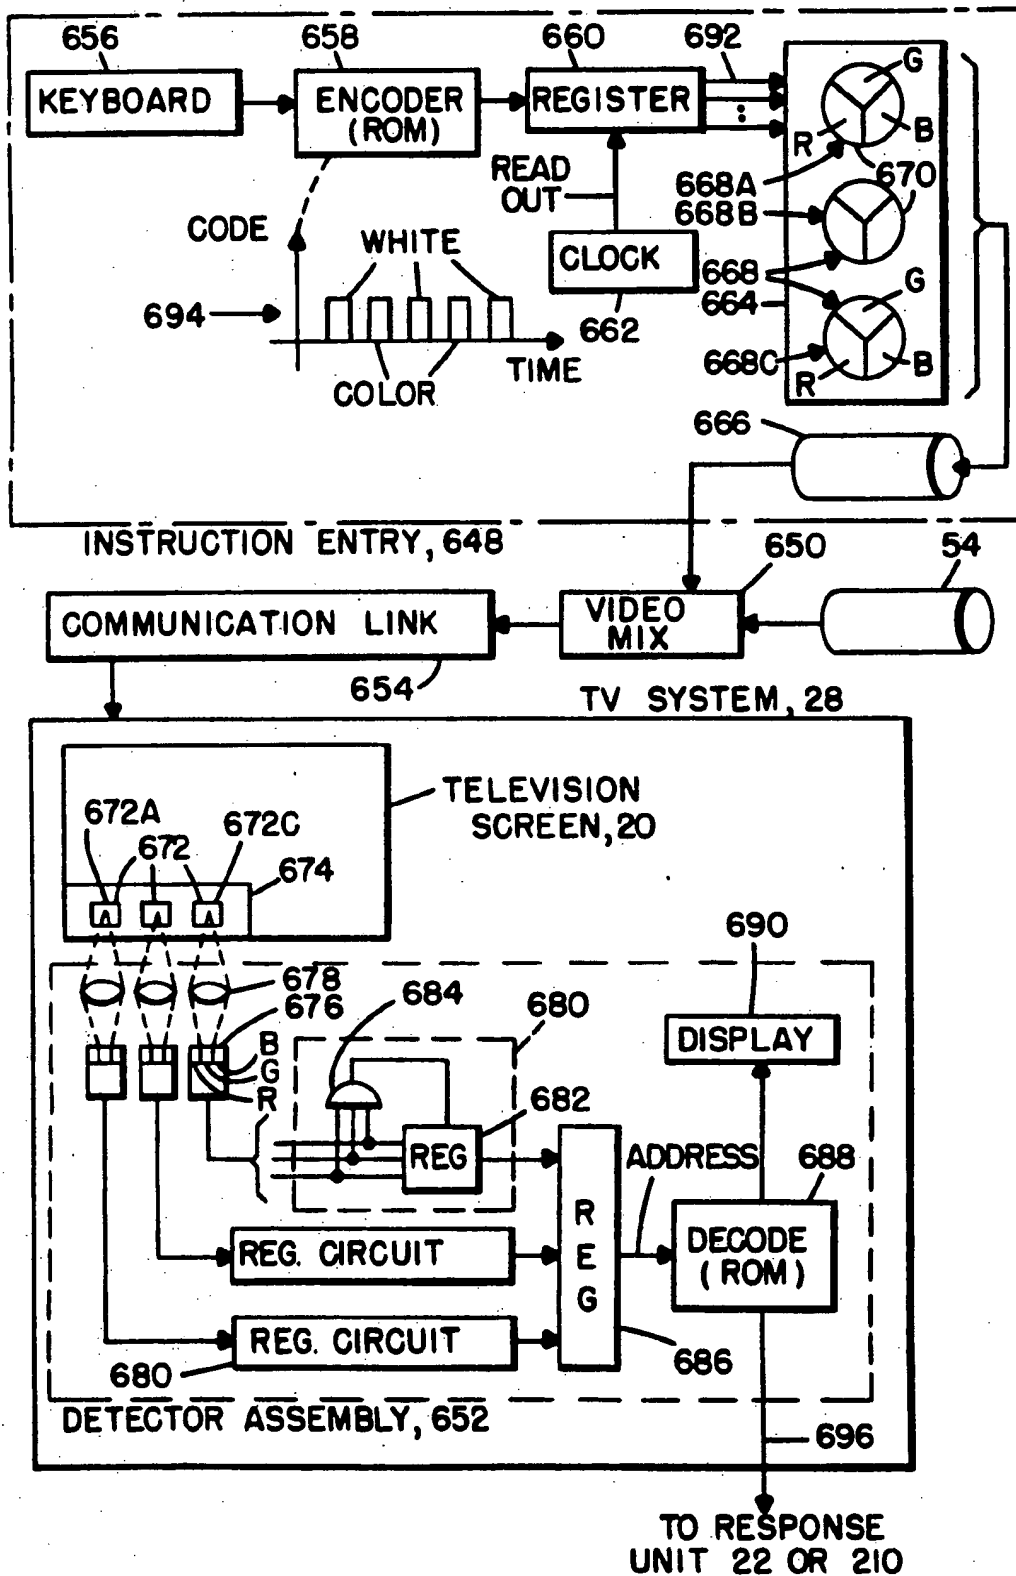 656
658
660
692
KEYBOARD
ENCODER
(ROM)
REGISTER
G
R
B
READ
OUT
668A
670
668B
CODE
WHITE
CLOCK
668
664
G
694
662
TIME
COLOR
668C
R
B
666
INSTRUCTION ENTRY, 648
650
54
COMMUNICATION LINK
VIDEO
MIX
654
TV SYSTEM, 28
TELEVISION
SCREEN, 20
672A
672
672C
674
690
678
684
680
676
DISPLAY
B
G
R
682
REG
ADDRESS
688
REG. CIRCUIT
R
E
G
DECODE
(ROM)
REG. CIRCUIT
680
686
DETECTOR ASSEMBLY, 652
696
TO RESPONSE
UNIT 22 OR 210